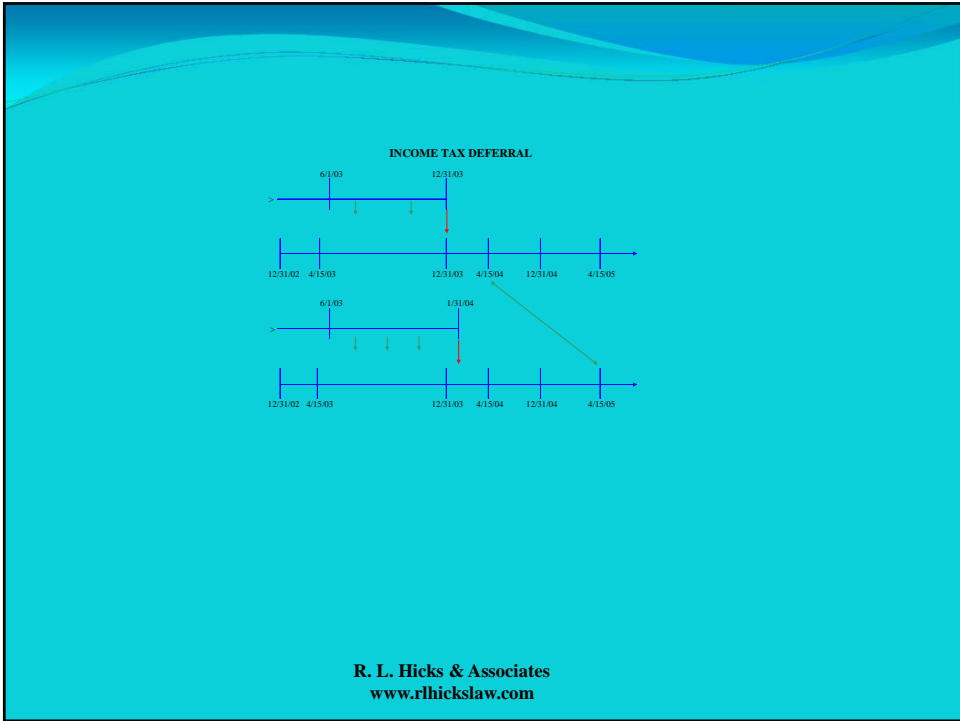 INCOME TAX DEFERRAL
6/1/03 12/31/03
>
12/31/02 4/15/03 12/31/03 4/15/04 12/31/04 4/15/05
6/1/03 1/31/04
>
12/31/02 4/15/03 12/31/03 4/15/04 12/31/04 4/15/05
R. L. Hicks & Associates
www.rlhickslaw.com